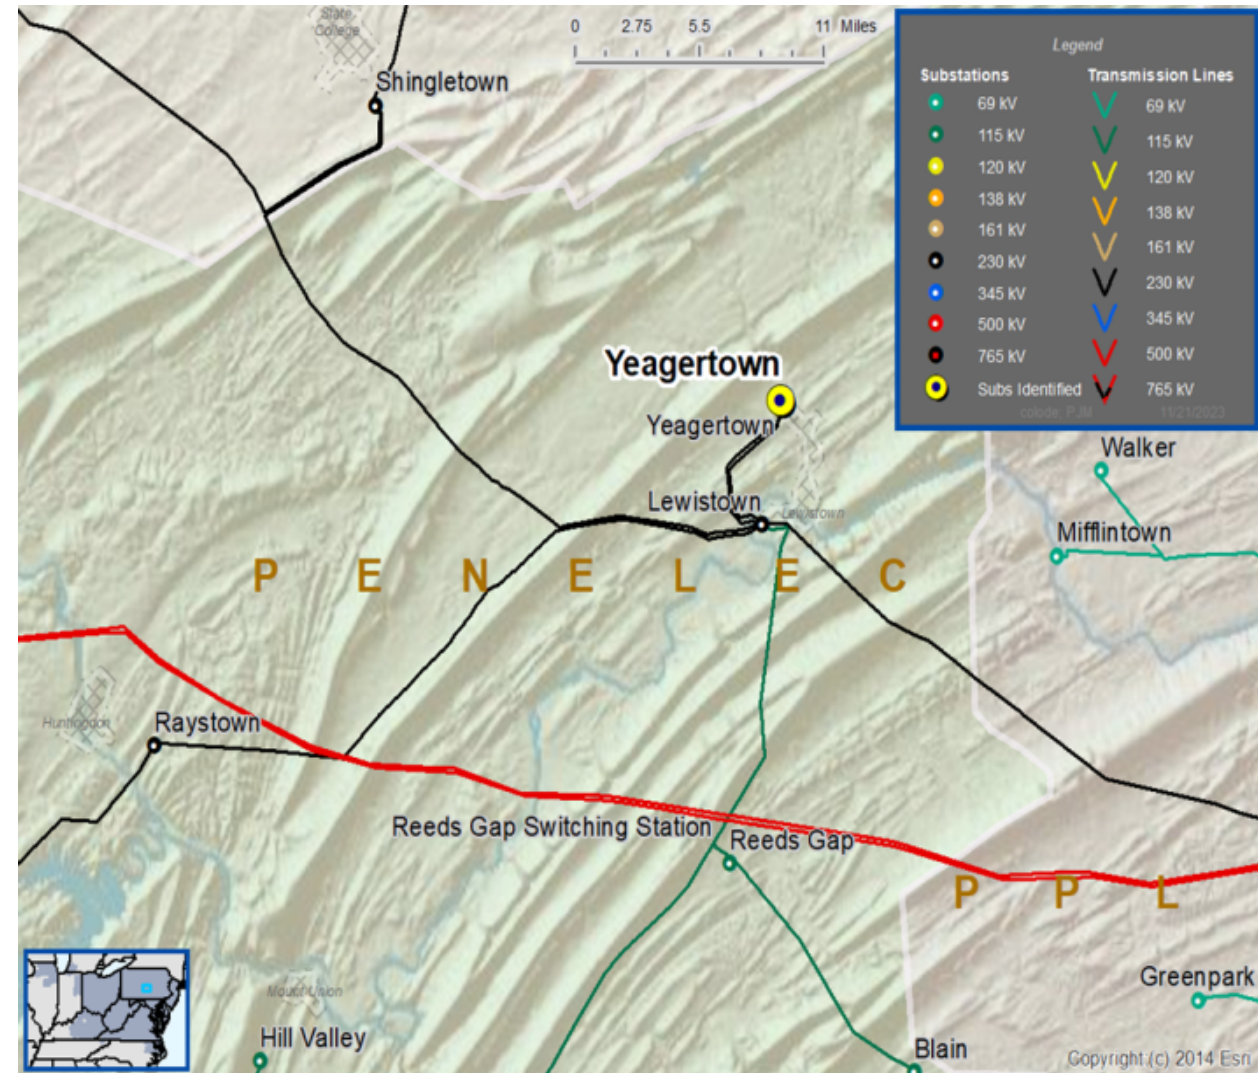 State
College
Shingletown
0 2.75 5.5 11 Miles
Legend
Substations Transmission Lines
69 kV 69 kV
115 kV 115 kV
120 kV 120 kV
138 kV 138 kV
161 kV 161 kV
230 kV 230 kV
345 kV 345 kV
500 kV 500 kV
765 kV 765 kV
Subs Identified
colode, PJM 11/21/2023
Yeagertown
Yeagertown
Walker
Lewistown
Lewistown
Mifflintown
P E N E L E C
Huntingdon
Raystown
Reeds Gap Switching Station
Reeds Gap
P P L
Greenpark
Mount Union
Hill Valley
Blain
Copyright:(c) 2014 Esri